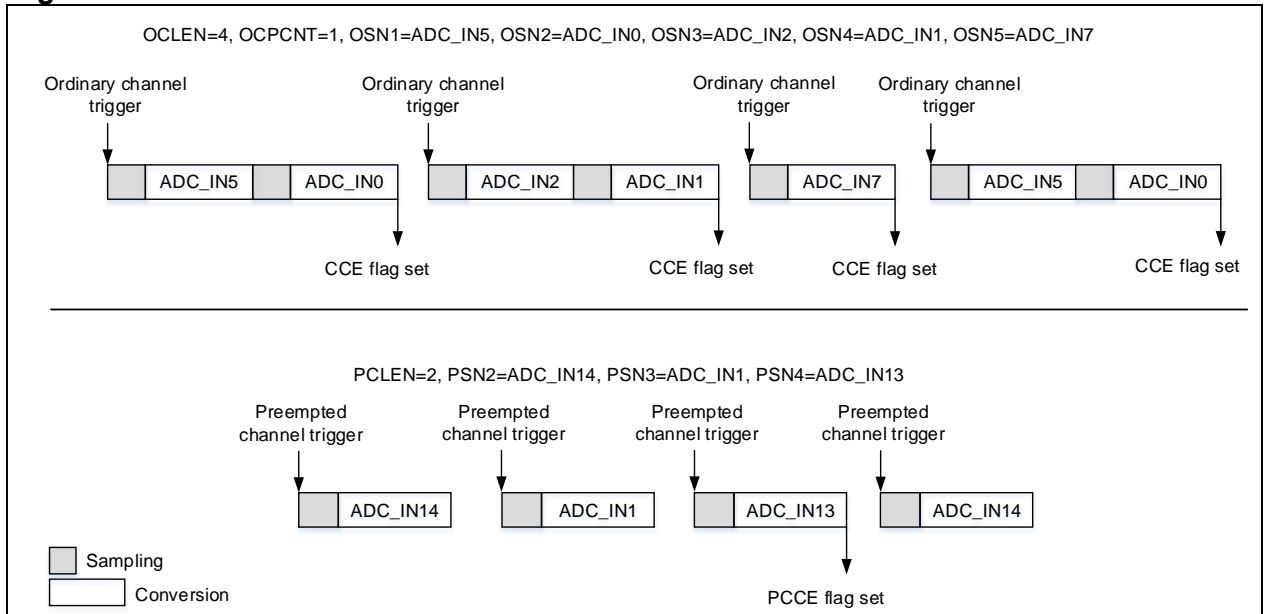 OCLEN=4, OCPCNT=1, OSN1=ADC_IN5, OSN2=ADC_IN0, OSN3=ADC_IN2, OSN4=ADC_IN1, OSN5=ADC_IN7
Ordinary channel
trigger
Ordinary channel
trigger
Ordinary channel
trigger
Ordinary channel
trigger
ADC_IN5
ADC_IN0
ADC_IN2
ADC_IN1
ADC_IN7
ADC_IN5
ADC_IN0
CCE flag set
CCE flag set
CCE flag set
CCE flag set
PCLEN=2, PSN2=ADC_IN14, PSN3=ADC_IN1, PSN4=ADC_IN13
Preempted
channel trigger
Preempted
channel trigger
Preempted
channel trigger
Preempted
channel trigger
ADC_IN14
ADC_IN1
ADC_IN13
ADC_IN14
Sampling
Conversion
PCCE flag set